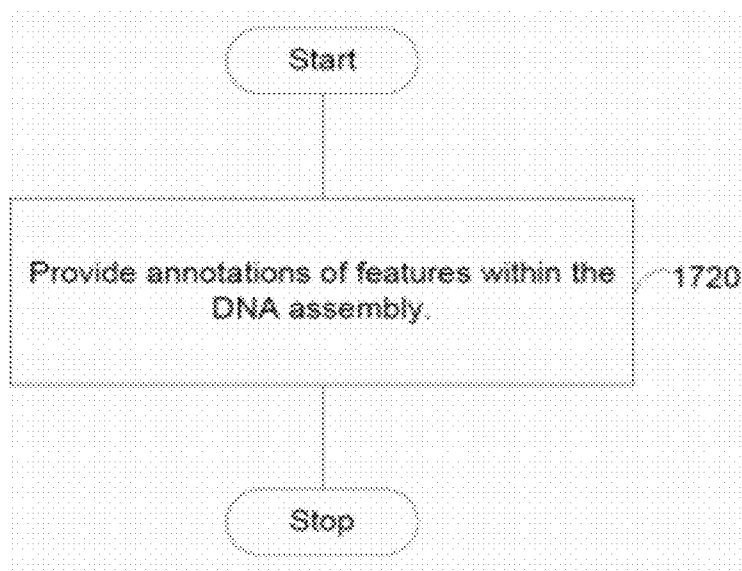 Start
Provide annotations of features within the
DNA assembly.
1720
Stop